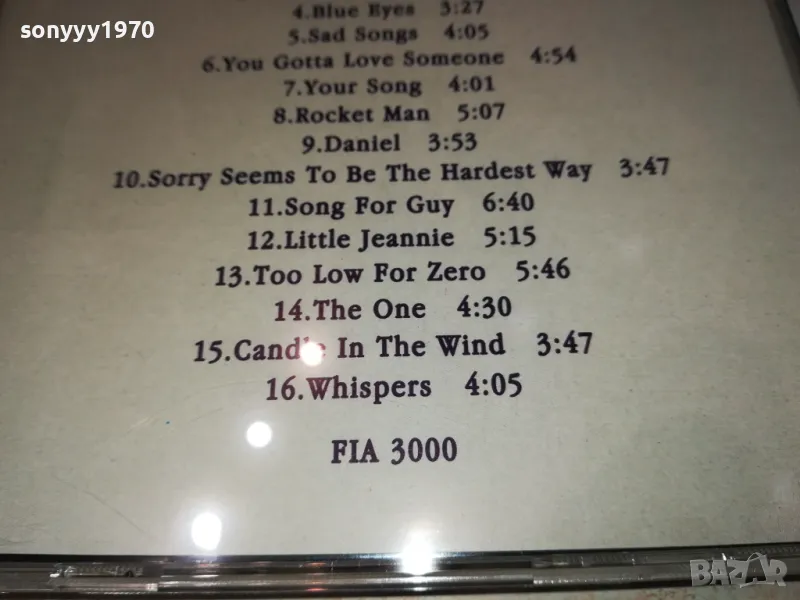 sonyyy1970
4.Blue Eyes 3:27
5.Sad Songs 4:05
6.You Gotta Love Someone 4:54
7.Your Song 4:01
8.Rocket Man 5:07
9.Daniel 3:53
10.Sorry Seems To Be The Hardest Way 3:47
11.Song For Guy 6:40
12.Little Jeannie 5:15
13.Too Low For Zero 5:46
14.The One 4:30
15.Candle In The Wind 3:47
16.Whispers 4:05
FIA 3000
BAZAR